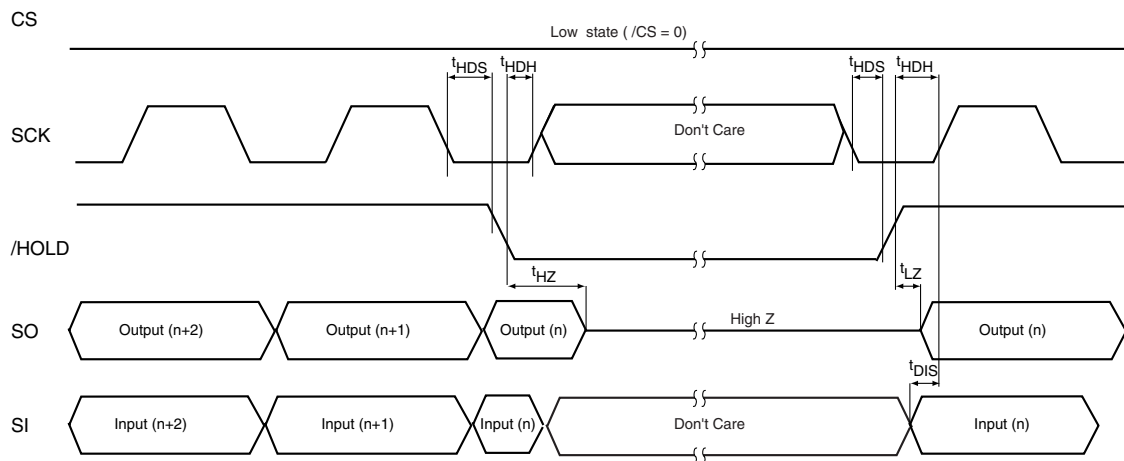 CS
Low state ( /CS = 0)
tHDS
tHDH
tHDS
tHDH
SCK
Don't Care
/HOLD
tHZ
tLZ
SO
Output (n+2)
Output (n+1)
Output (n)
High Z
Output (n)
tDIS
SI
Input (n+2)
Input (n+1)
Input (n)
Don't Care
Input (n)